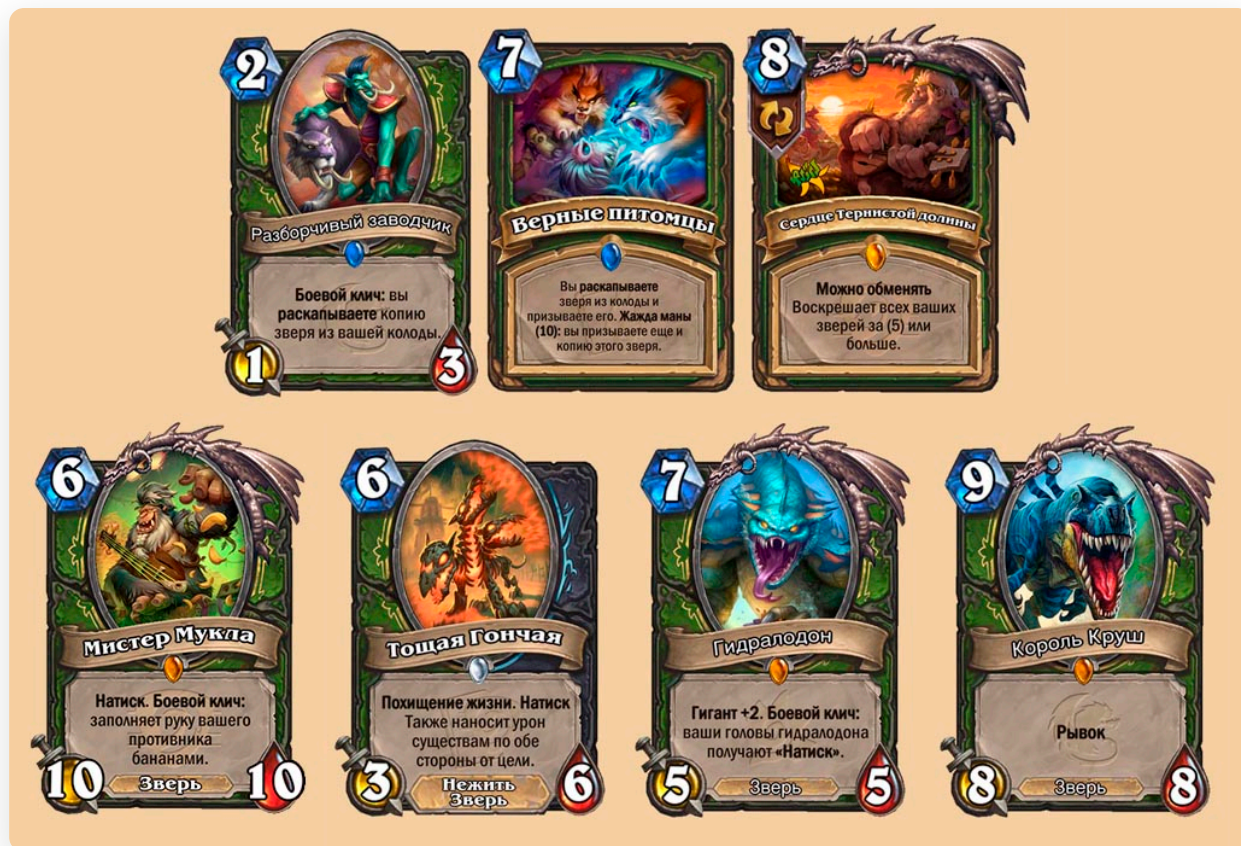 2
Разборчивый заводчик
Боевой клич: вы
раскапываете копию
зверя из вашей колоды.
1
3
7
Верные питомцы
Вы раскапываете
зверя из колоды и
призываете его. Жажда маны
(10): вы призываете еще и
копию этого зверя.
8
Сердце Тернистой долины
Можно обменять
Воскрешает всех ваших
зверей за (5) или
больше.
6
Мистер Мукла
Натиск. Боевой клич:
заполняет руку вашего
противника
бананами.
10
Зверь
10
6
Тощая Гончая
Похищение жизни. Натиск
Также наносит урон
существам по обе
стороны от цели.
3
Нежить
Зверь
6
7
Гидралодон
Гигант +2. Боевой клич:
ваши головы гидралодона
получают «Натиск».
5
Зверь
5
9
Король Круш
Рывок
8
Зверь
8